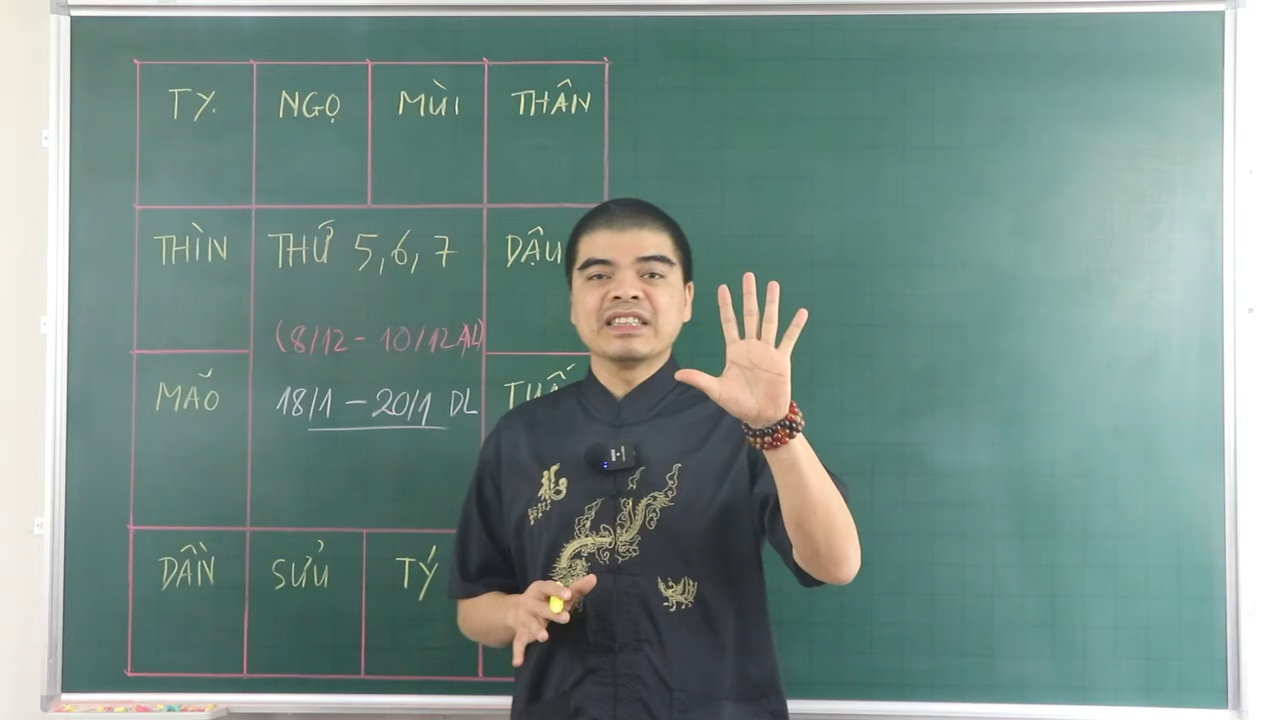 TỴ NGỌ MÙI THÂN
THÌN THỨ 5,6,7 DẬU
(8/12 - 10/12 AL)
MÃO 18/1 - 20/1 DL
DẦN SỬU TÝ